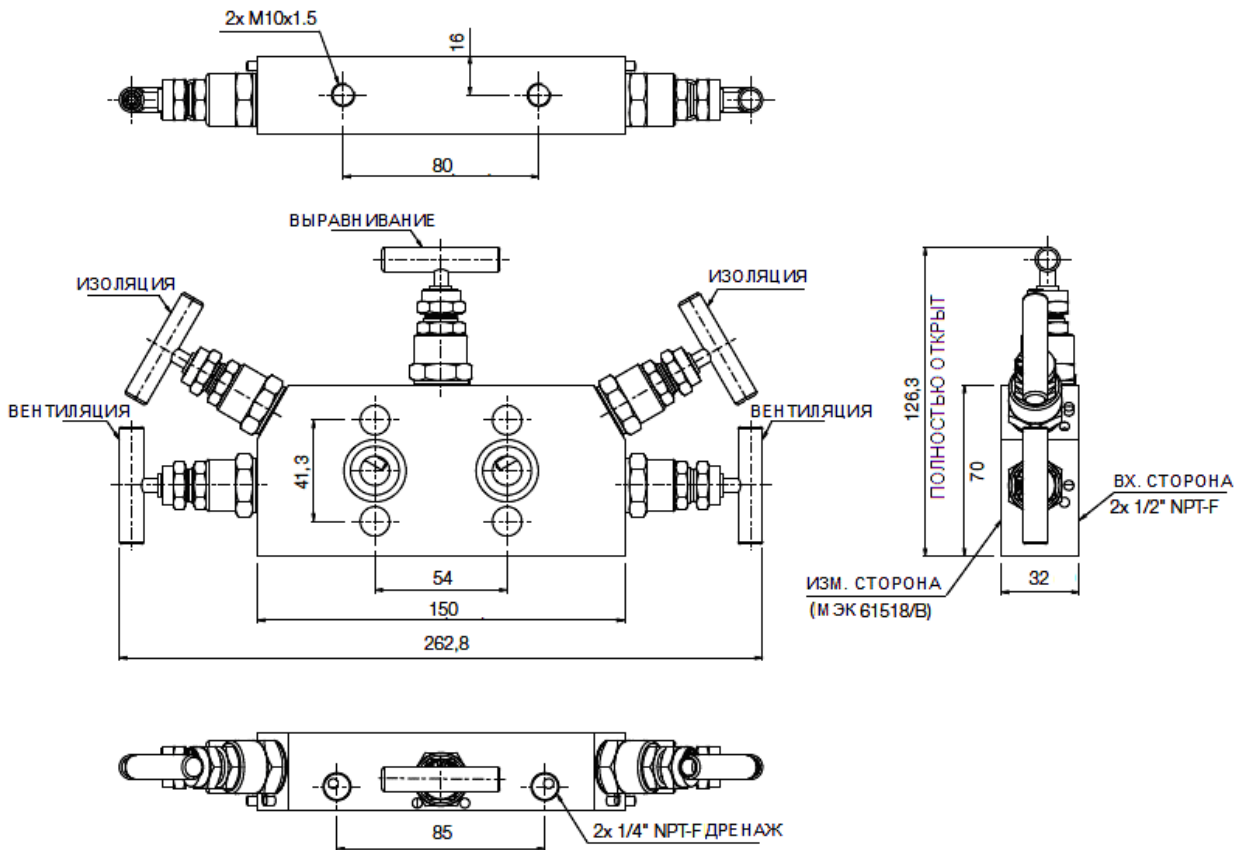 2x M10x1.5
16
80
ВЫРАВНИВАНИЕ
ИЗОЛЯЦИЯ
ИЗОЛЯЦИЯ
ВЕНТИЛЯЦИЯ
ВЕНТИЛЯЦИЯ
41,3
54
150
262,8
126,3
ПОЛНОСТЬЮ ОТКРЫТ
70
32
ВХ. СТОРОНА
2x 1/2" NPT-F
ИЗМ. СТОРОНА
(МЭК 61518/B)
85
2x 1/4" NPT-F ДРЕНАЖ